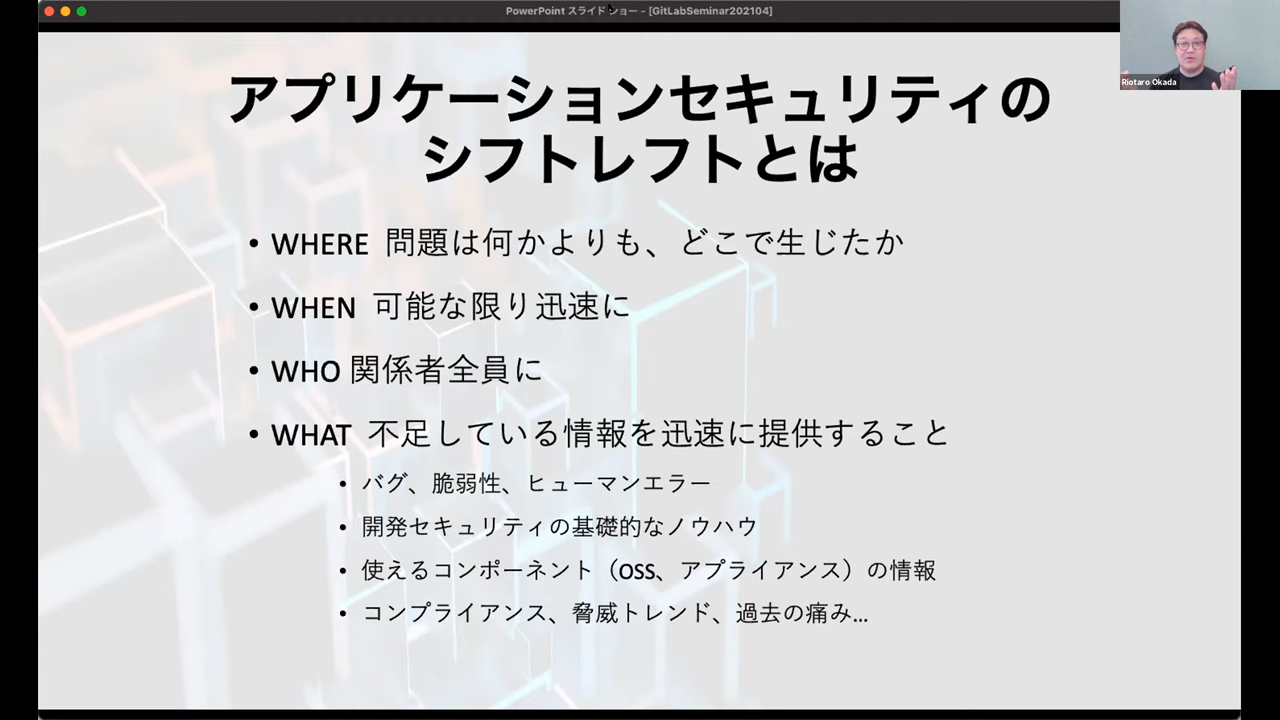 PowerPoint スライド ショー - [GitLabSeminar202104]
Riotaro Okada
アプリケーションセキュリティの
シフトレフトとは
• WHERE 問題は何かよりも、どこで生じたか
• WHEN 可能な限り迅速に
• WHO 関係者全員に
• WHAT 不足している情報を迅速に提供すること
• バグ、脆弱性、ヒューマンエラー
• 開発セキュリティの基礎的なノウハウ
• 使えるコンポーネント（OSS、アプライアンス）の情報
• コンプライアンス、脅威トレンド、過去の痛み...